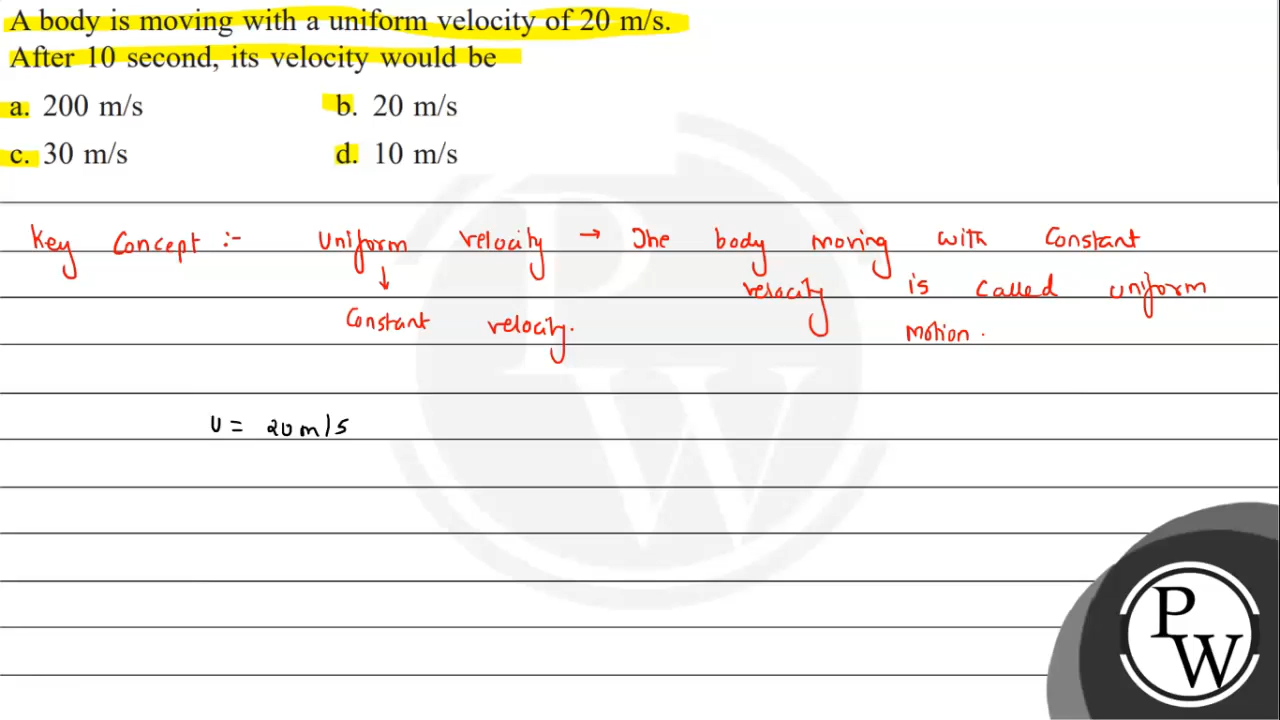 A body is moving with a uniform velocity of 20 m/s.
After 10 second, its velocity would be
a. 200 m/s b. 20 m/s
c. 30 m/s d. 10 m/s
Key Concept :- Uniform velocity → The body moving with constant
↓ velocity is called uniform
Constant velocity. motion.
U = 20 m/s
PW
PW